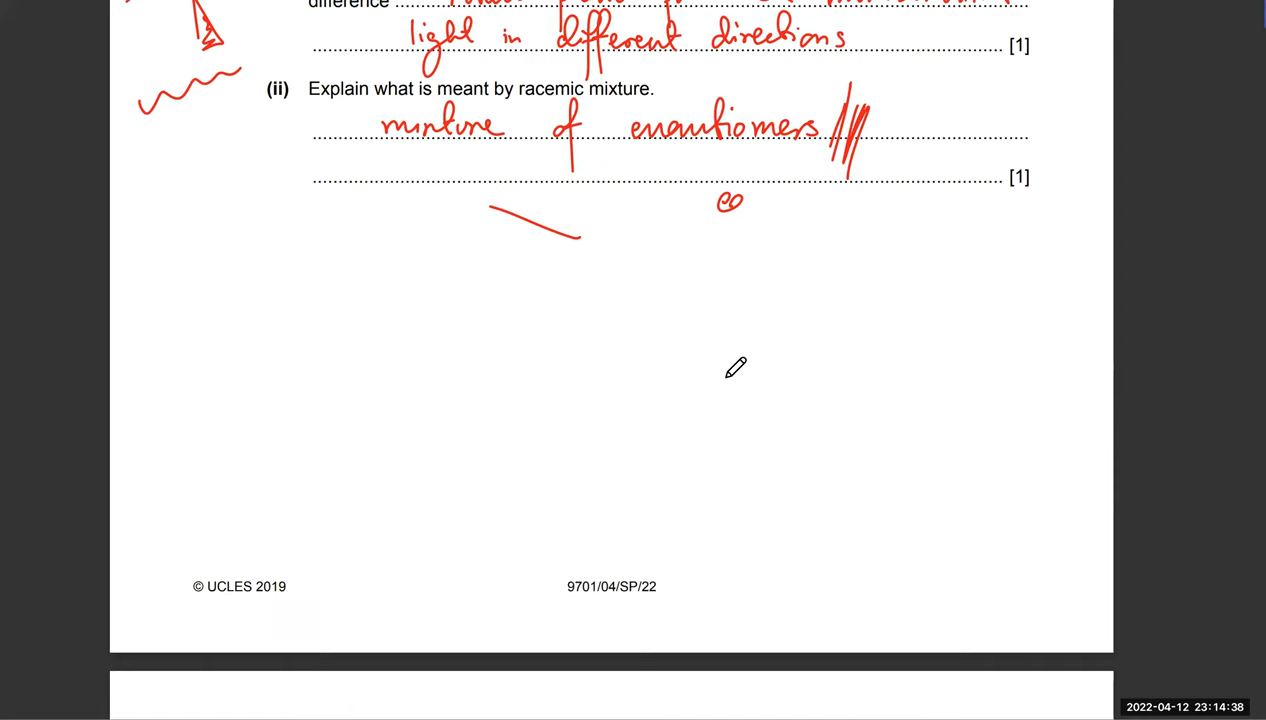 difference
light in different directions
[1]
(ii) Explain what is meant by racemic mixture.
mixture of enantiomers
[1]
© UCLES 2019 9701/04/SP/22
2022-04-12 23:14:38